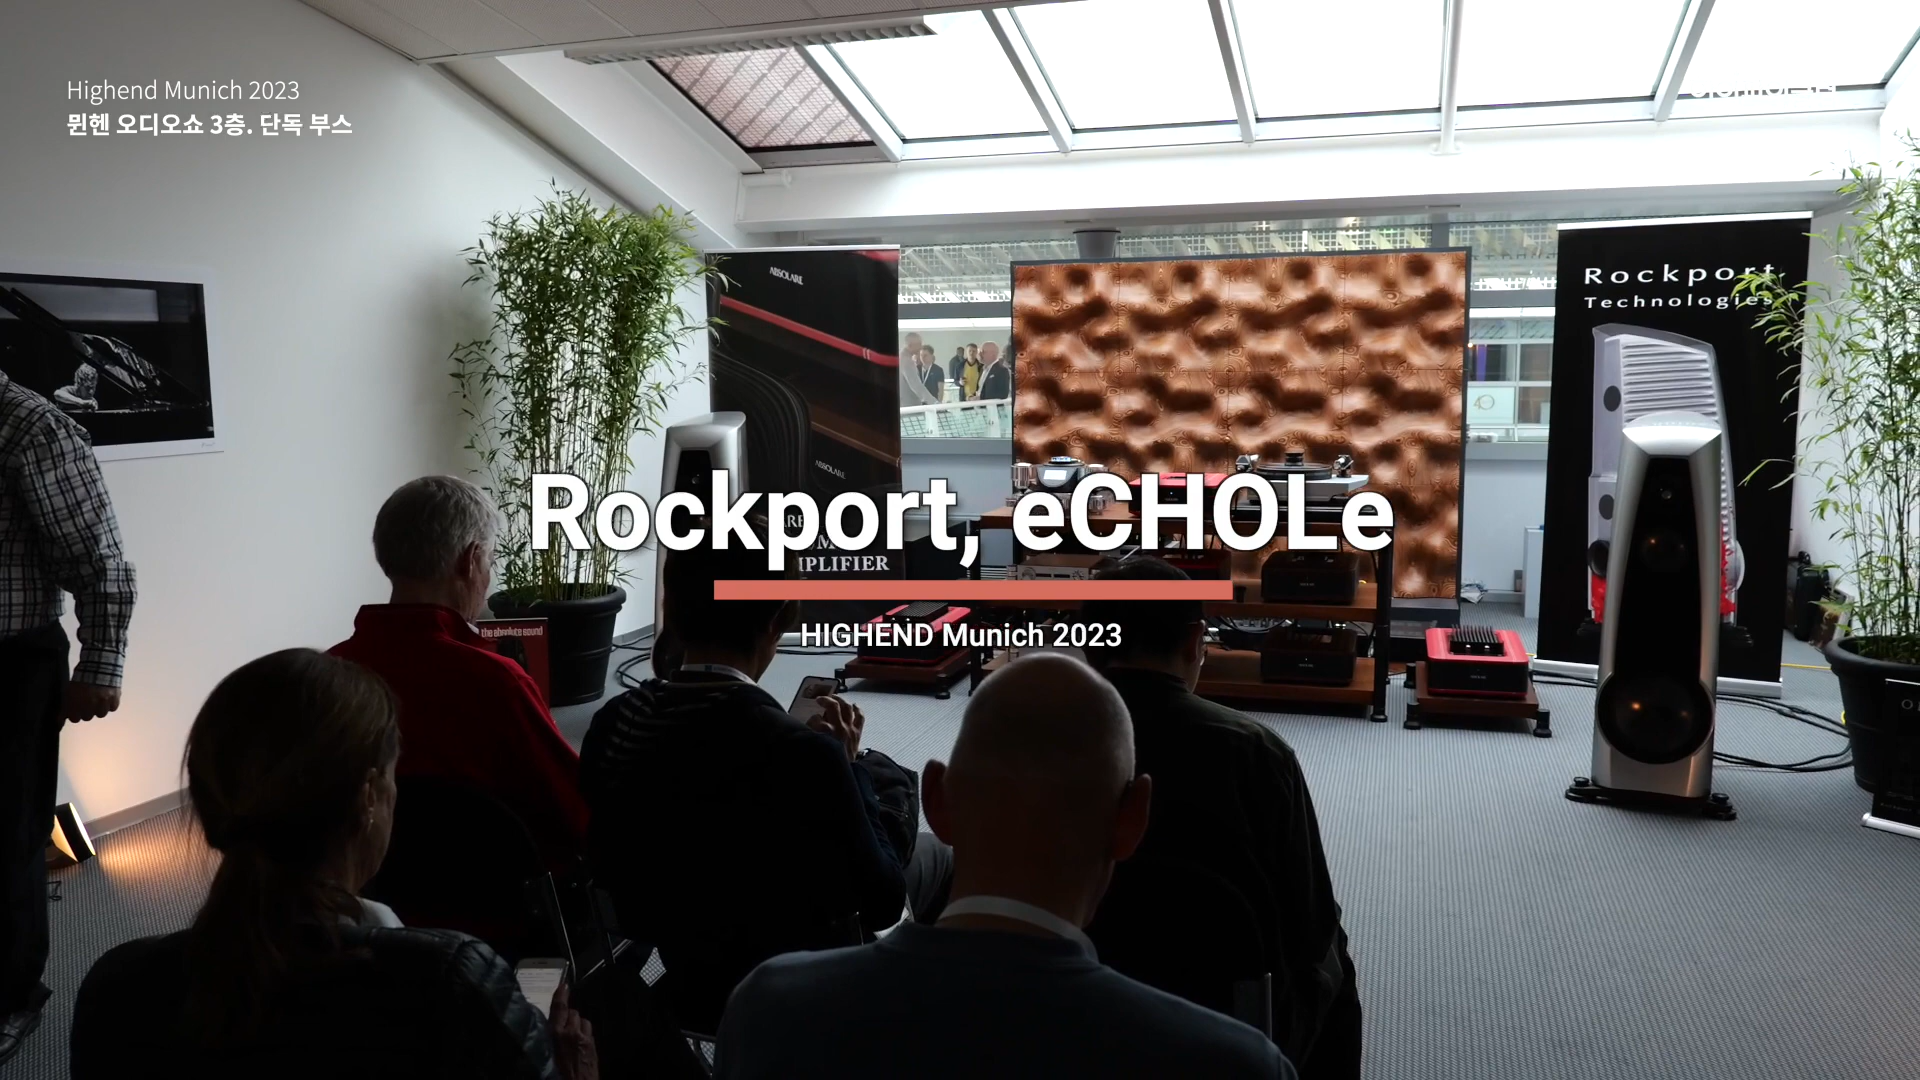 Highend Munich 2023
뮌헨 오디오쇼 3층. 단독 부스
ABSOLARE
Rockport
Technologies
ABSOLARE
Rockport, eCHOLe
IPLIFIER
HIGHEND Munich 2023
the absolute sound